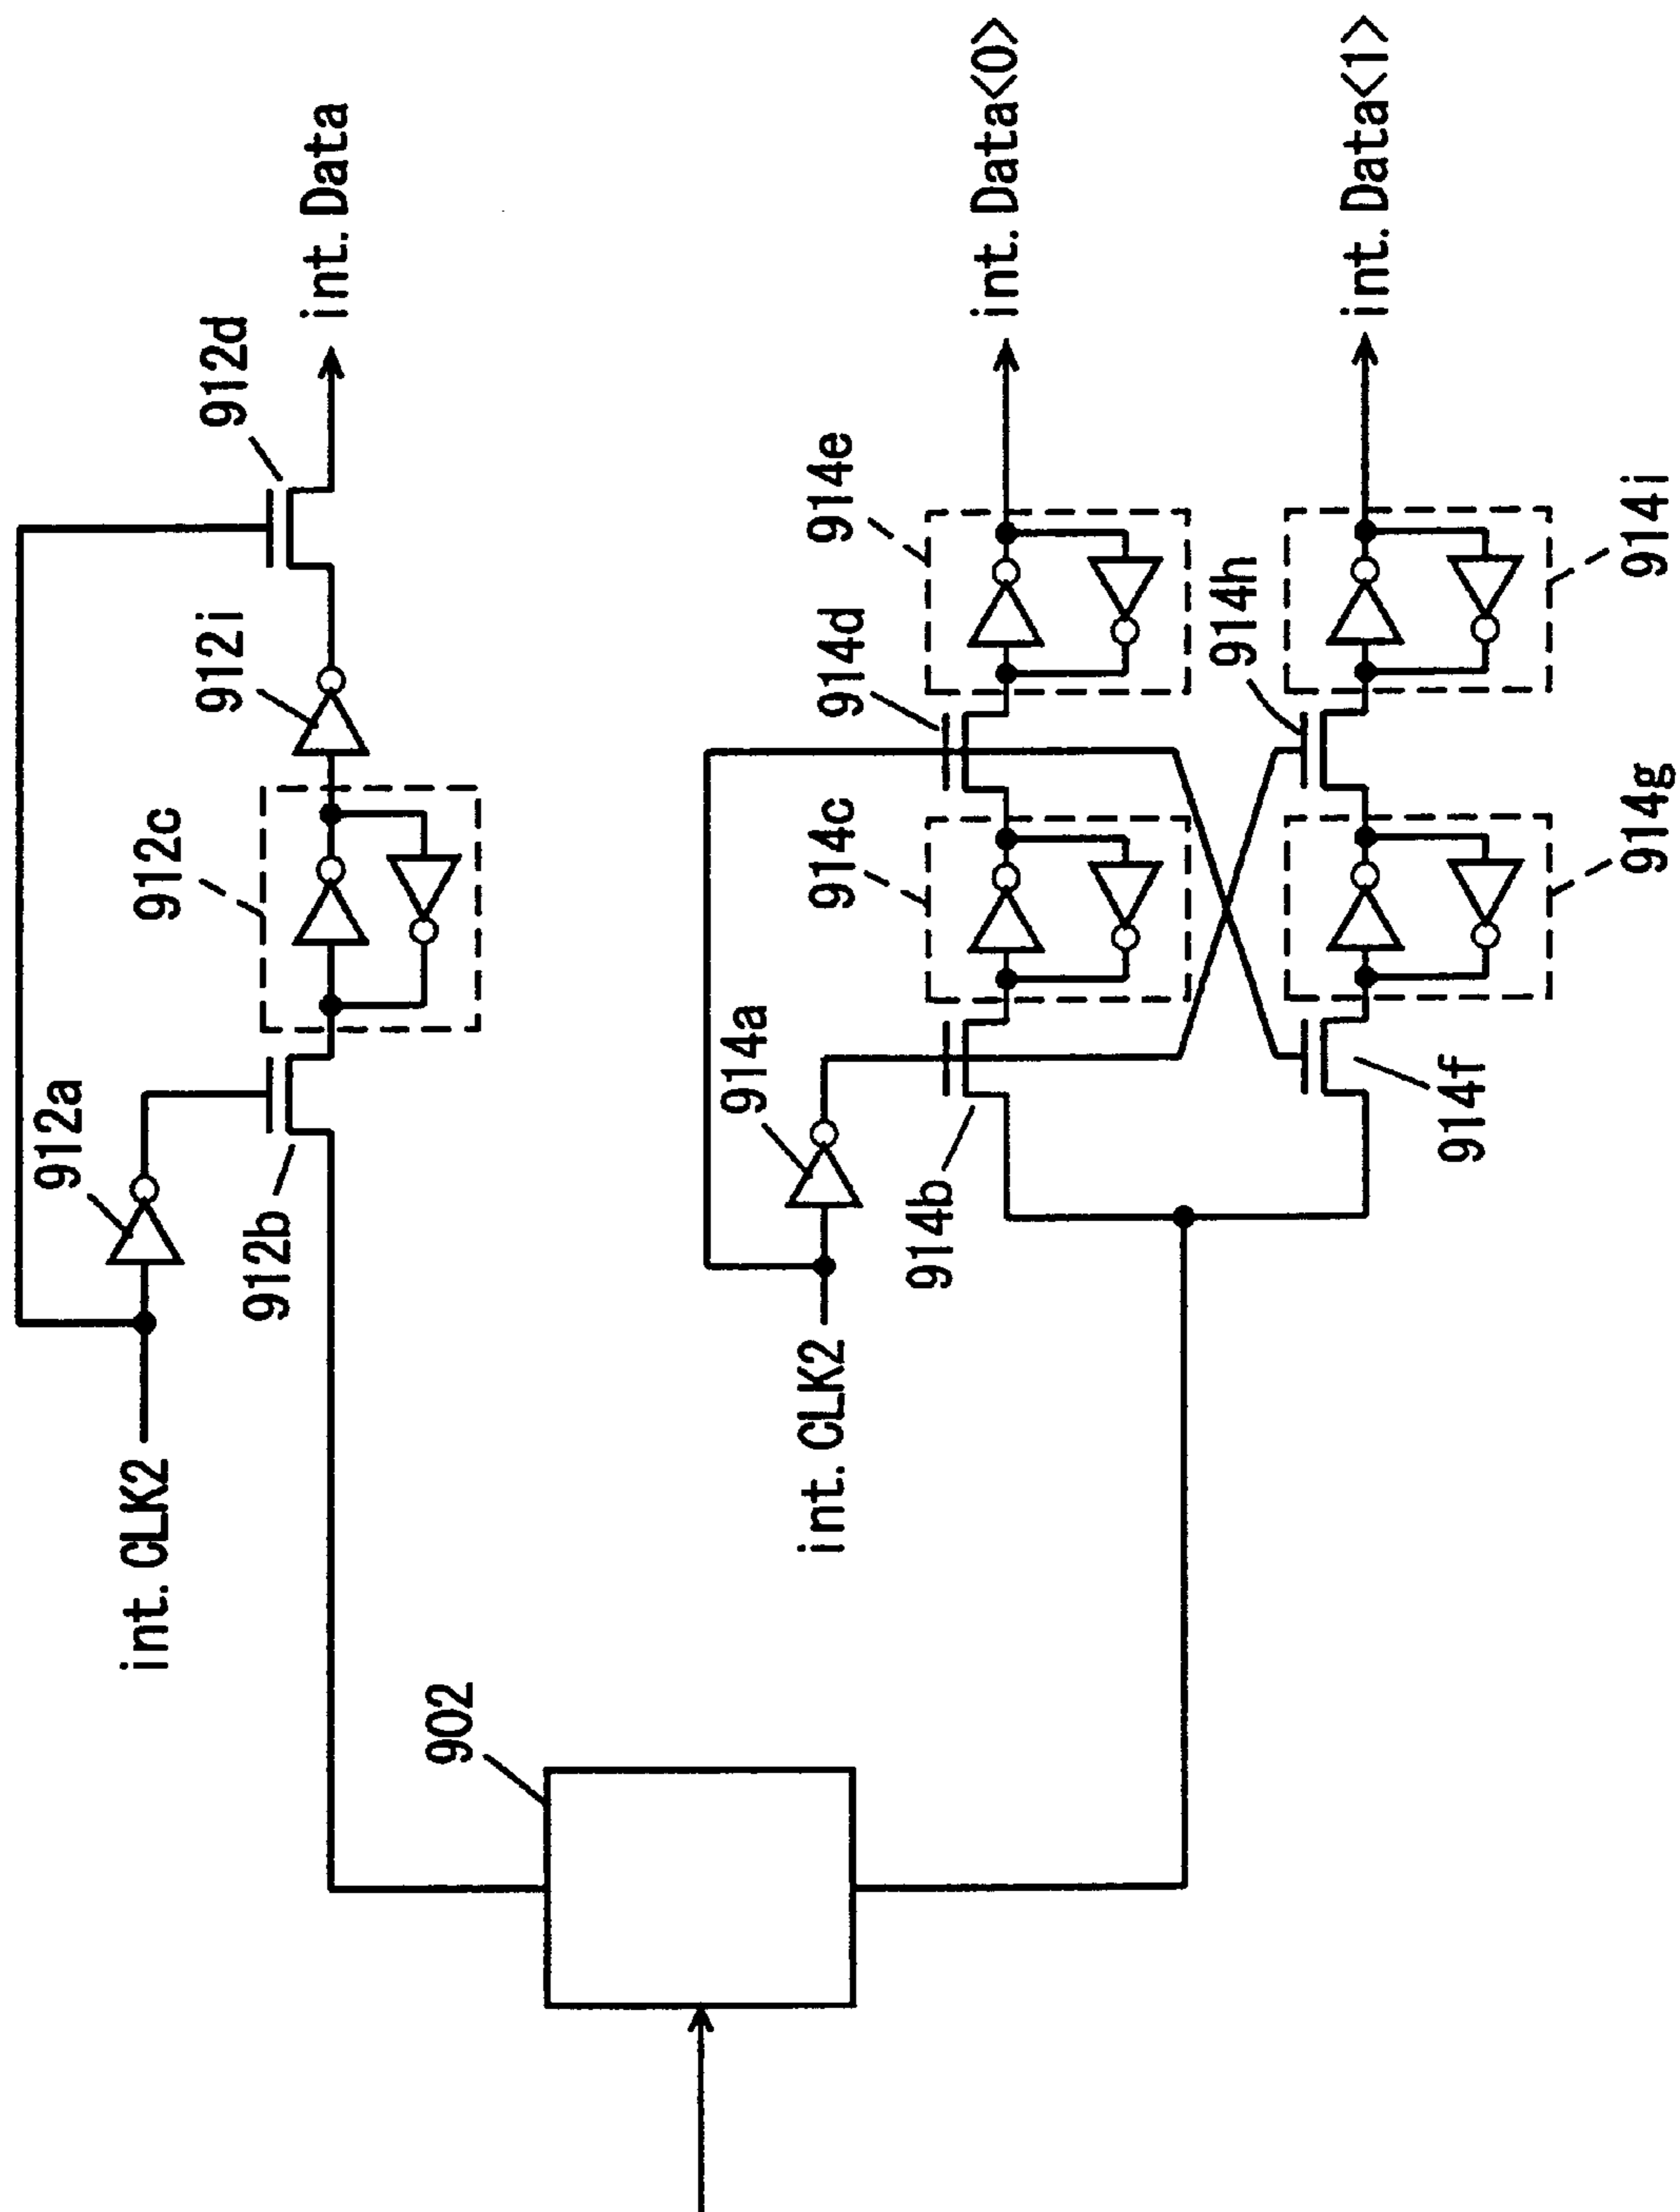 902
int.CLK2
912a
912b
912c
912i
912d
int.Data
int.CLK2
914a
914b
914c
914d
914e
int.Data<0>
914f
914g
914h
914i
int.Data<1>